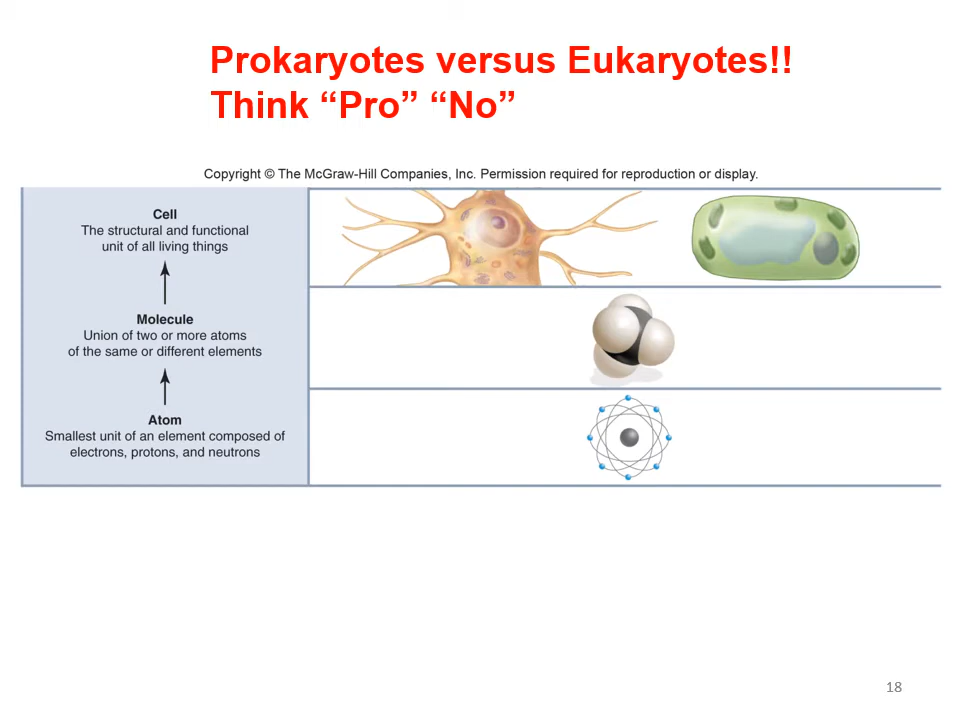 Prokaryotes versus Eukaryotes!!
Think “Pro” “No”
Copyright © The McGraw-Hill Companies, Inc. Permission required for reproduction or display.
Cell
The structural and functional
unit of all living things
Molecule
Union of two or more atoms
of the same or different elements
Atom
Smallest unit of an element composed of
electrons, protons, and neutrons
18